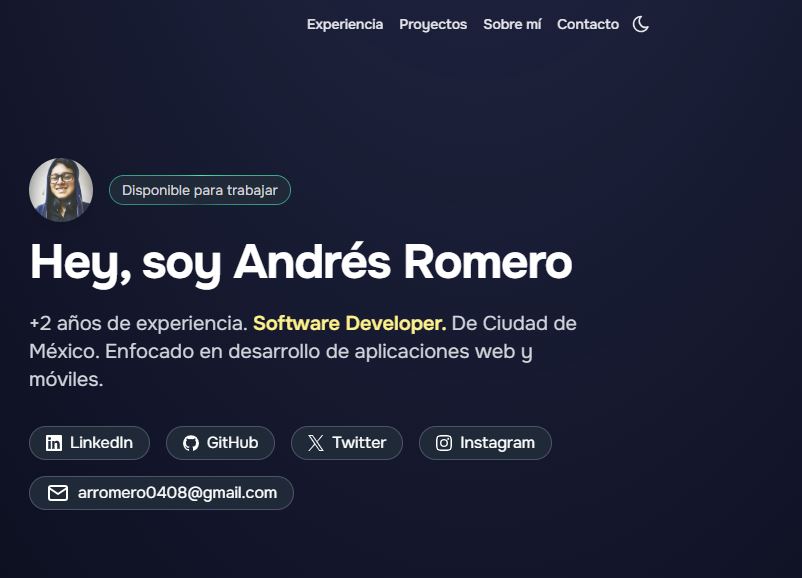 Experiencia Proyectos Sobre mí Contacto
Disponible para trabajar
Hey, soy Andrés Romero
+2 años de experiencia. Software Developer. De Ciudad de
México. Enfocado en desarrollo de aplicaciones web y
móviles.
LinkedIn GitHub Twitter Instagram
arromero0408@gmail.com